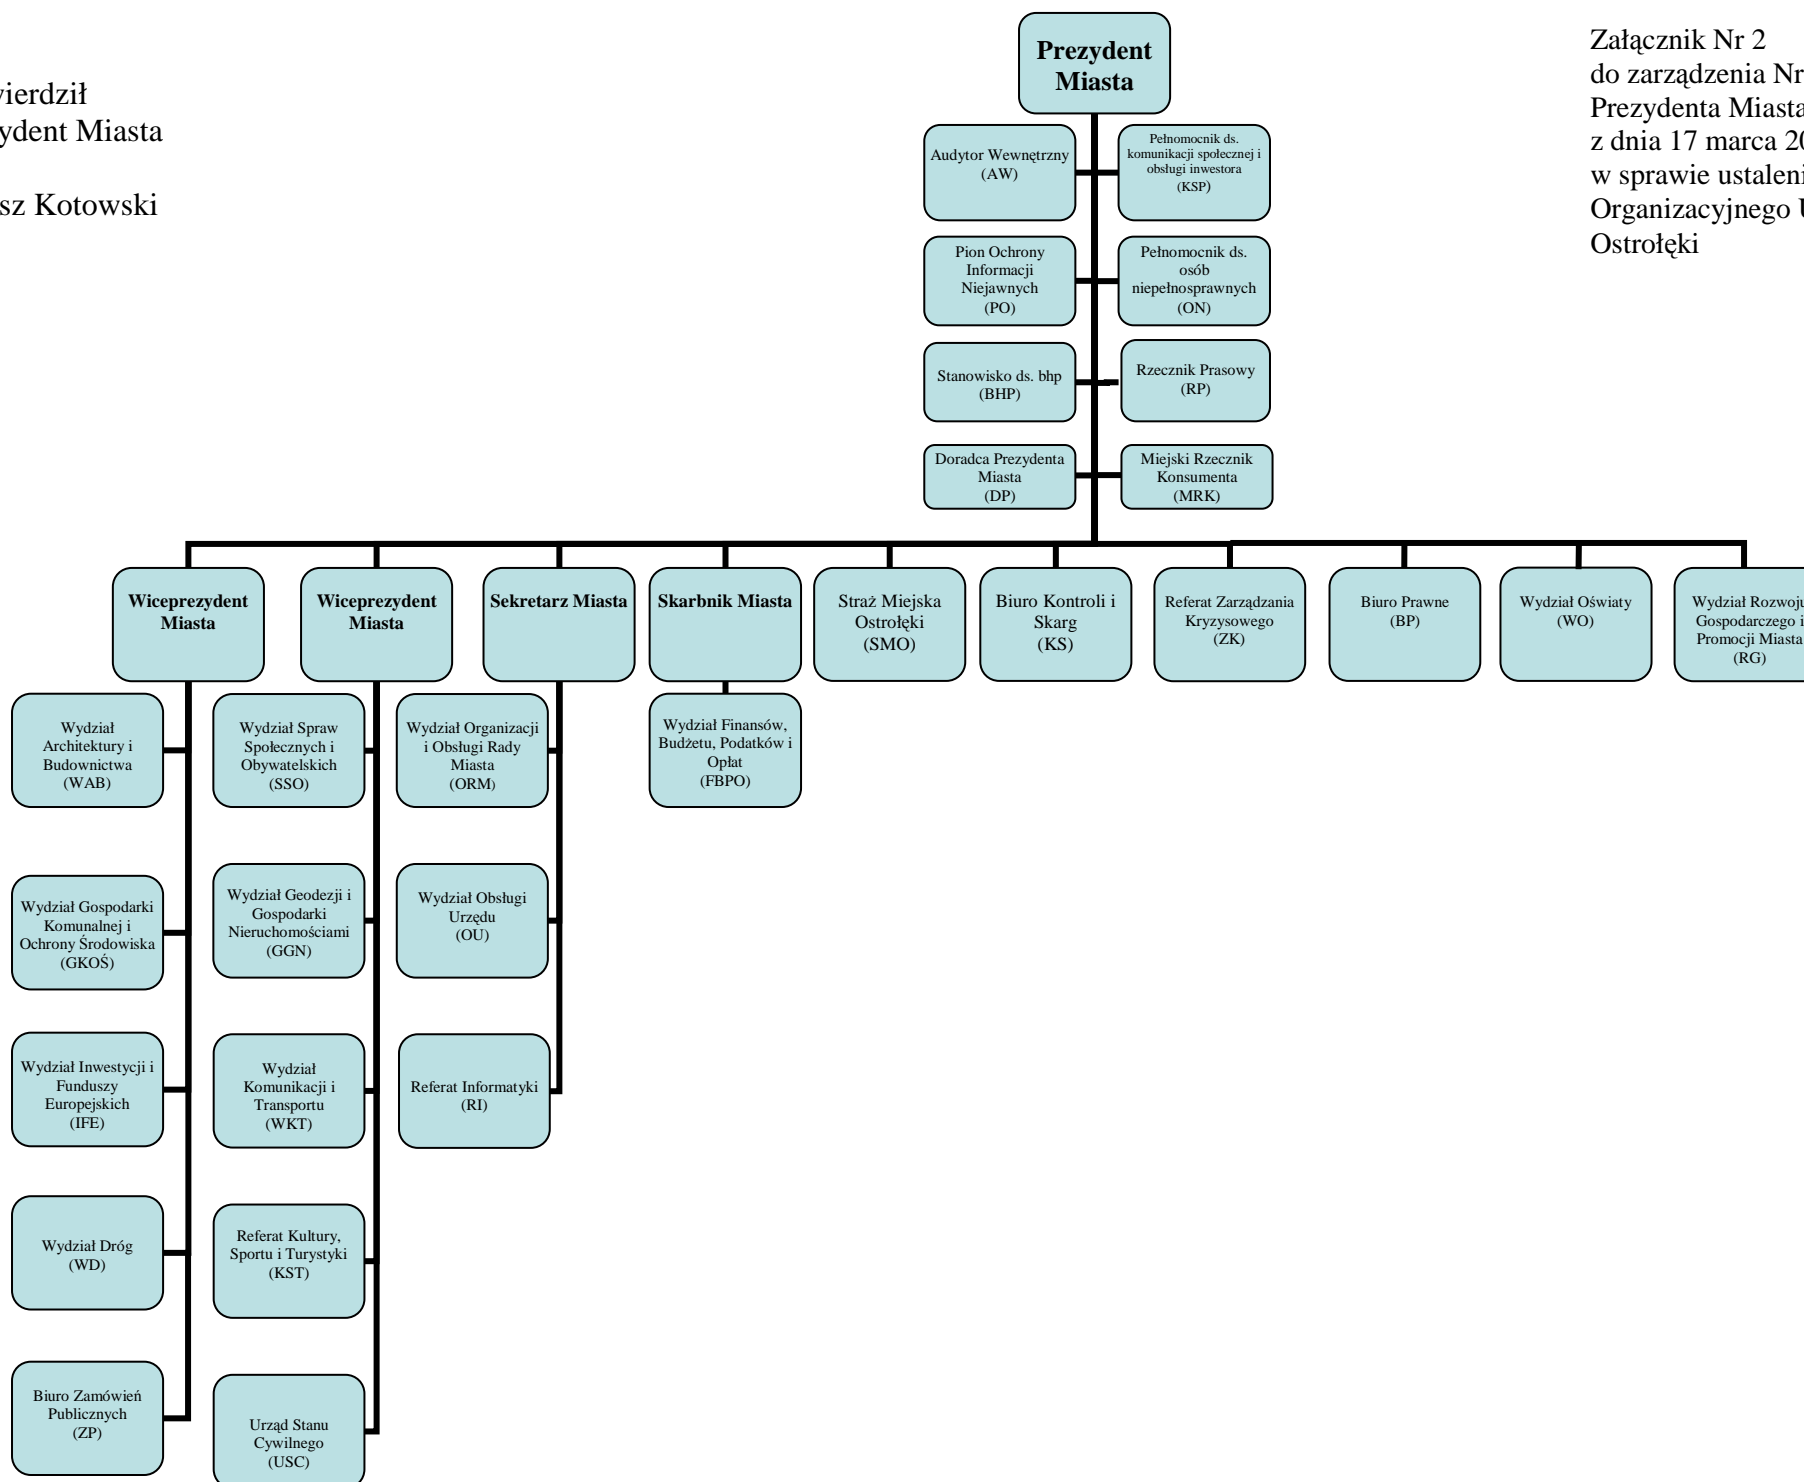 ierdził
ydent Miasta
sz Kotowski
Załącznik Nr 2
do zarządzenia Nr
Prezydenta Miasta
z dnia 17 marca 20
w sprawie ustaleni
Organizacyjnego U
Ostrołęki
Prezydent
Miasta
Audytor Wewnętrzny
(AW)
Pełnomocnik ds.
komunikacji społecznej i
obsługi inwestora
(KSP)
Pion Ochrony
Informacji
Niejawnych
(PO)
Pełnomocnik ds.
osób
niepełnosprawnych
(ON)
Stanowisko ds. bhp
(BHP)
Rzecznik Prasowy
(RP)
Doradca Prezydenta
Miasta
(DP)
Miejski Rzecznik
Konsumenta
(MRK)
Wiceprezydent
Miasta
Wiceprezydent
Miasta
Sekretarz Miasta
Skarbnik Miasta
Straż Miejska
Ostrołęki
(SMO)
Biuro Kontroli i
Skarg
(KS)
Referat Zarządzania
Kryzysowego
(ZK)
Biuro Prawne
(BP)
Wydział Oświaty
(WO)
Wydział Rozwoju
Gospodarczego i
Promocji Miasta
(RG)
Wydział
Architektury i
Budownictwa
(WAB)
Wydział Spraw
Społecznych i
Obywatelskich
(SSO)
Wydział Organizacji
i Obsługi Rady
Miasta
(ORM)
Wydział Finansów,
Budżetu, Podatków i
Opłat
(FBPO)
Wydział Gospodarki
Komunalnej i
Ochrony Środowiska
(GKOŚ)
Wydział Geodezji i
Gospodarki
Nieruchomościami
(GGN)
Wydział Obsługi
Urzędu
(OU)
Wydział Inwestycji i
Funduszy
Europejskich
(IFE)
Wydział
Komunikacji i
Transportu
(WKT)
Referat Informatyki
(RI)
Wydział Dróg
(WD)
Referat Kultury,
Sportu i Turystyki
(KST)
Biuro Zamówień
Publicznych
(ZP)
Urząd Stanu
Cywilnego
(USC)